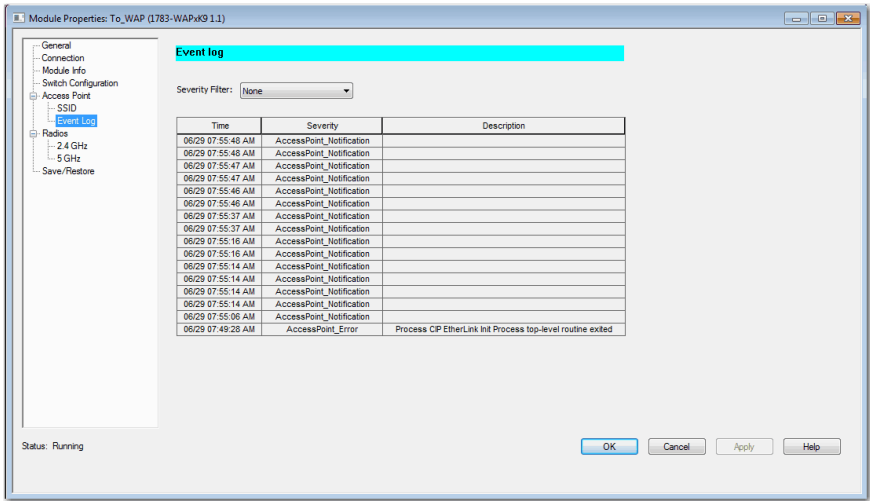 Module Properties: To_WAP (1783-WAPxK9 1.1)
General
Connection
Module Info
Switch Configuration
Access Point
SSID
Event Log
Radios
2.4 GHz
5 GHz
Save/Restore
Event log
Severity Filter: None
Time Severity Description
06/29 07:55:48 AM AccessPoint_Notification
06/29 07:55:48 AM AccessPoint_Notification
06/29 07:55:47 AM AccessPoint_Notification
06/29 07:55:47 AM AccessPoint_Notification
06/29 07:55:46 AM AccessPoint_Notification
06/29 07:55:46 AM AccessPoint_Notification
06/29 07:55:37 AM AccessPoint_Notification
06/29 07:55:37 AM AccessPoint_Notification
06/29 07:55:16 AM AccessPoint_Notification
06/29 07:55:16 AM AccessPoint_Notification
06/29 07:55:14 AM AccessPoint_Notification
06/29 07:55:14 AM AccessPoint_Notification
06/29 07:55:14 AM AccessPoint_Notification
06/29 07:55:14 AM AccessPoint_Notification
06/29 07:55:06 AM AccessPoint_Notification
06/29 07:49:28 AM AccessPoint_Error Process CIP EtherLink Init Process top-level routine exited
Status: Running
OK Cancel Apply Help